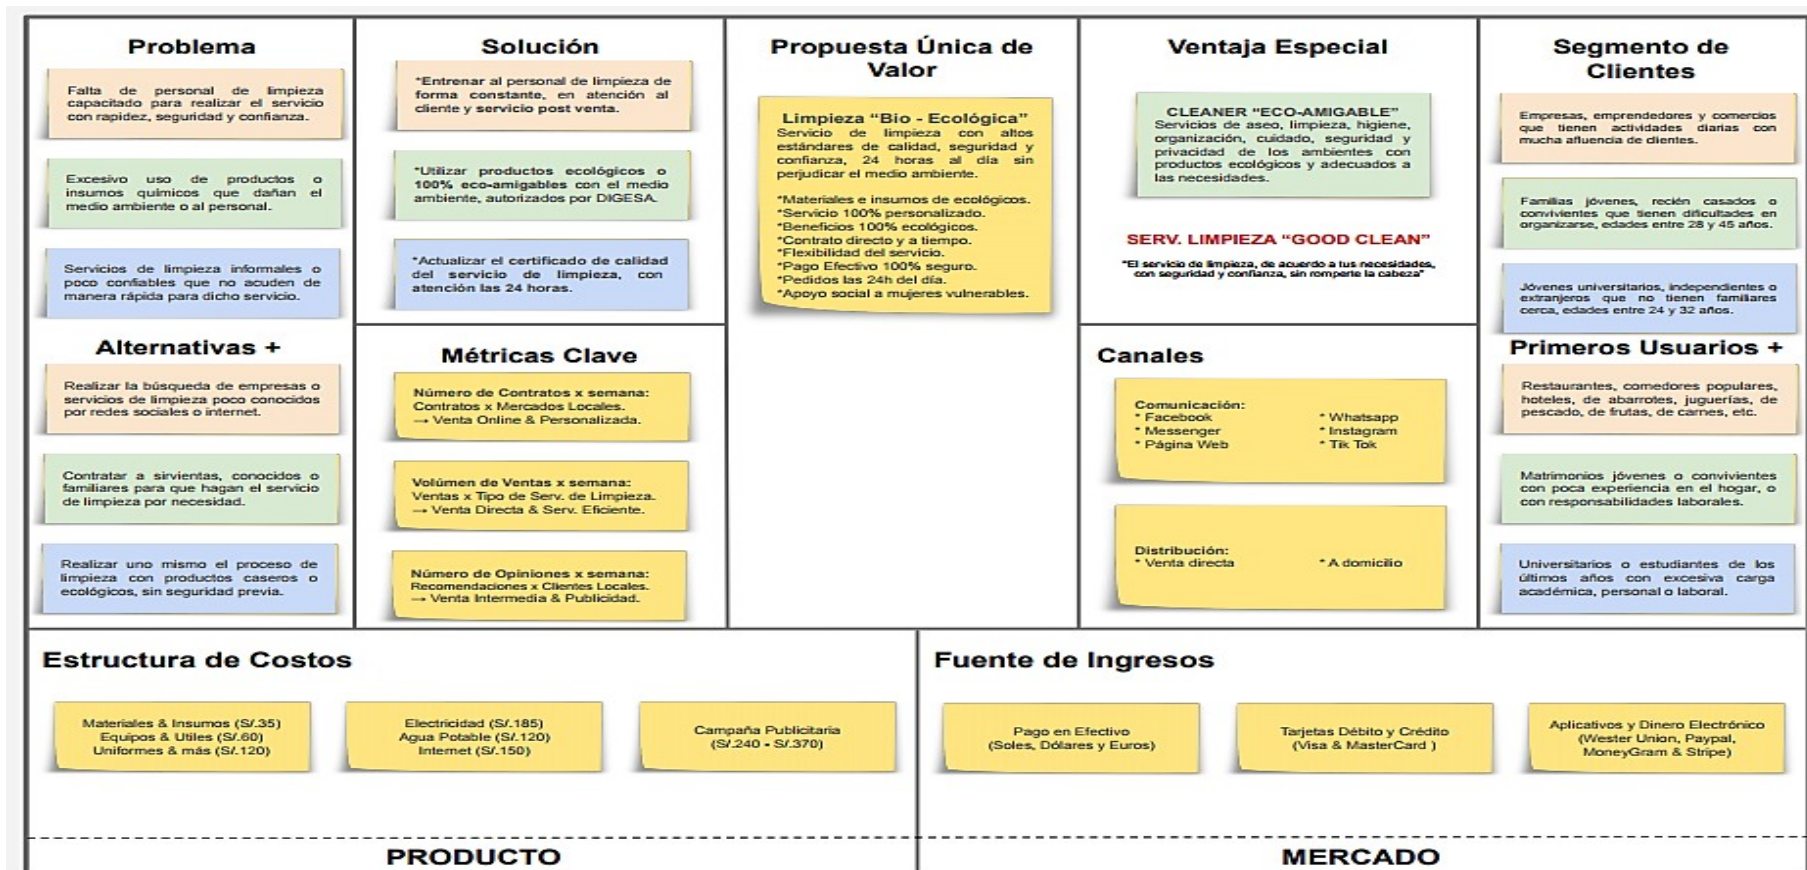 Problema
Falta de personal de limpieza
capacitado para realizar el servicio
con rapidez, seguridad y confianza.
Excesivo uso de productos o
insumos químicos que dañan el
medio ambiente o al personal.
Servicios de limpieza informales o
poco confiables que no acuden de
manera rápida para dicho servicio.
Alternativas +
Realizar la búsqueda de empresas o
servicios de limpieza poco conocidos
por redes sociales o internet.
Contratar a sirvientas, conocidos o
familiares para que hagan el servicio
de limpieza por necesidad.
Realizar uno mismo el proceso de
limpieza con productos caseros o
ecológicos, sin seguridad previa.
Solución
*Entrenar al personal de limpieza de
forma constante, en atención al
cliente y servicio post venta.
*Utilizar productos ecológicos o
100% eco-amigables con el medio
ambiente, autorizados por DIGESA.
*Actualizar el certificado de calidad
del servicio de limpieza, con
atención las 24 horas.
Métricas Clave
Número de Contratos x semana:
Contratos x Mercados Locales.
→ Venta Online & Personalizada.
Volúmen de Ventas x semana:
Ventas x Tipo de Serv. de Limpieza.
→ Venta Directa & Serv. Eficiente.
Número de Opiniones x semana:
Recomendaciones x Clientes Locales.
→ Venta Intermedia & Publicidad.
Propuesta Única de
Valor
Limpieza “Bio - Ecológica”
Servicio de limpieza con altos
estándares de calidad, seguridad y
confianza, 24 horas al día sin
perjudicar el medio ambiente.
*Materiales e insumos de ecológicos.
*Servicio 100% personalizado.
*Beneficios 100% ecológicos.
*Contrato directo y a tiempo.
*Flexibilidad del servicio.
*Pago Efectivo 100% seguro.
*Pedidos las 24h del día.
*Apoyo social a mujeres vulnerables.
Ventaja Especial
CLEANER “ECO-AMIGABLE”
Servicios de aseo, limpieza, higiene,
organización, cuidado, seguridad y
privacidad de los ambientes con
productos ecológicos y adecuados a
las necesidades.
SERV. LIMPIEZA “GOOD CLEAN”
"El servicio de limpieza, de acuerdo a tus necesidades,
con seguridad y confianza, sin romperte la cabeza"
Canales
Comunicación:
* Facebook * Whatsapp
* Messenger * Instagram
* Página Web * Tik Tok
Distribución:
* Venta directa * A domicilio
Segmento de
Clientes
Empresas, emprendedores y comercios
que tienen actividades diarias con
mucha afluencia de clientes.
Familias jóvenes, recién casados o
convivientes que tienen dificultades en
organizarse, edades entre 28 y 45 años.
Jóvenes universitarios, independientes o
extranjeros que no tienen familiares
cerca, edades entre 24 y 32 años.
Primeros Usuarios +
Restaurantes, comedores populares,
hoteles, de abarrotes, juguerías, de
pescado, de frutas, de carnes, etc.
Matrimonios jóvenes o convivientes
con poca experiencia en el hogar, o
con responsabilidades laborales.
Universitarios o estudiantes de los
últimos años con excesiva carga
académica, personal o laboral.
Estructura de Costos
Materiales & Insumos (S/.35)
Equipos & Utiles (S/.60)
Uniformes & más (S/.120)
Electricidad (S/.185)
Agua Potable (S/.120)
Internet (S/.150)
Campaña Publicitaria
(S/.240 - S/.370)
Fuente de Ingresos
Pago en Efectivo
(Soles, Dólares y Euros)
Tarjetas Débito y Crédito
(Visa & MasterCard )
Aplicativos y Dinero Electrónico
(Wester Union, Paypal,
MoneyGram & Stripe)
PRODUCTO
MERCADO